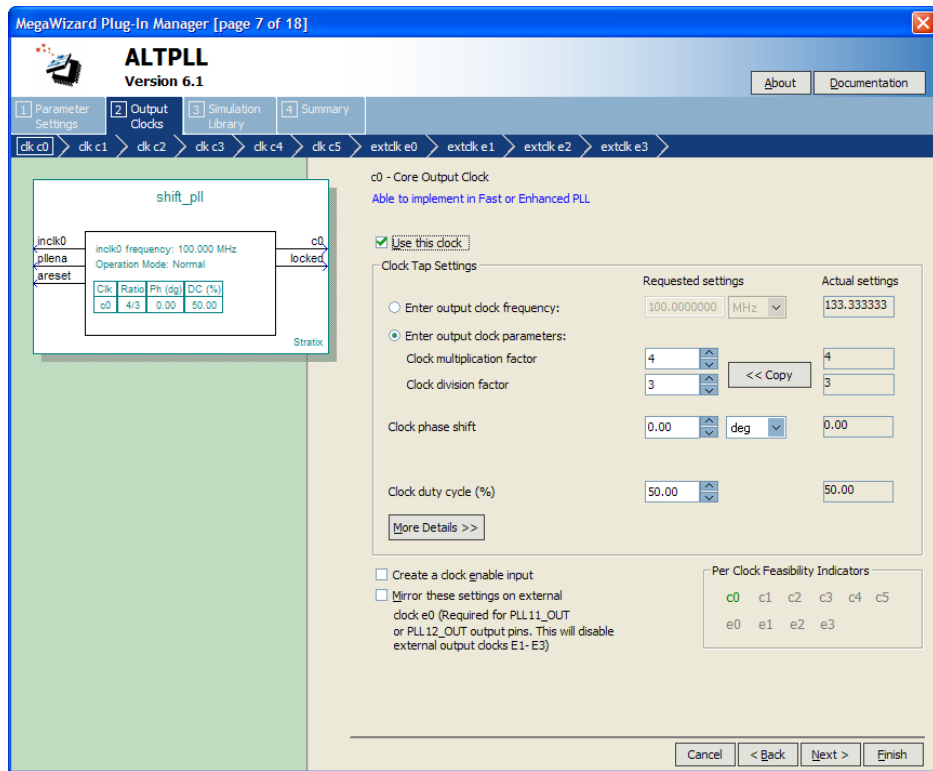 MegaWizard Plug-In Manager [page 7 of 18]
ALTPLL
Version 6.1
About
Documentation
1 Parameter Settings
2 Output Clocks
3 Simulation Library
4 Summary
clk c0
clk c1
clk c2
clk c3
clk c4
clk c5
extclk e0
extclk e1
extclk e2
extclk e3
shift_pll
inclk0
pllena
areset
c0
locked
inclk0 frequency: 100.000 MHz
Operation Mode: Normal
Clk Ratio Ph (dg) DC (%)
c0 4/3 0.00 50.00
Stratix
c0 - Core Output Clock
Able to implement in Fast or Enhanced PLL
Use this clock
Clock Tap Settings
Requested settings
Actual settings
Enter output clock frequency:
100.0000000
MHz
133.333333
Enter output clock parameters:
Clock multiplication factor
4
<< Copy
4
Clock division factor
3
3
Clock phase shift
0.00
deg
0.00
Clock duty cycle (%)
50.00
50.00
More Details >>
Create a clock enable input
Mirror these settings on external
clock e0 (Required for PLL11_OUT
or PLL12_OUT output pins. This will disable
external output clocks E1- E3)
Per Clock Feasibility Indicators
c0 c1 c2 c3 c4 c5
e0 e1 e2 e3
Cancel
< Back
Next >
Finish